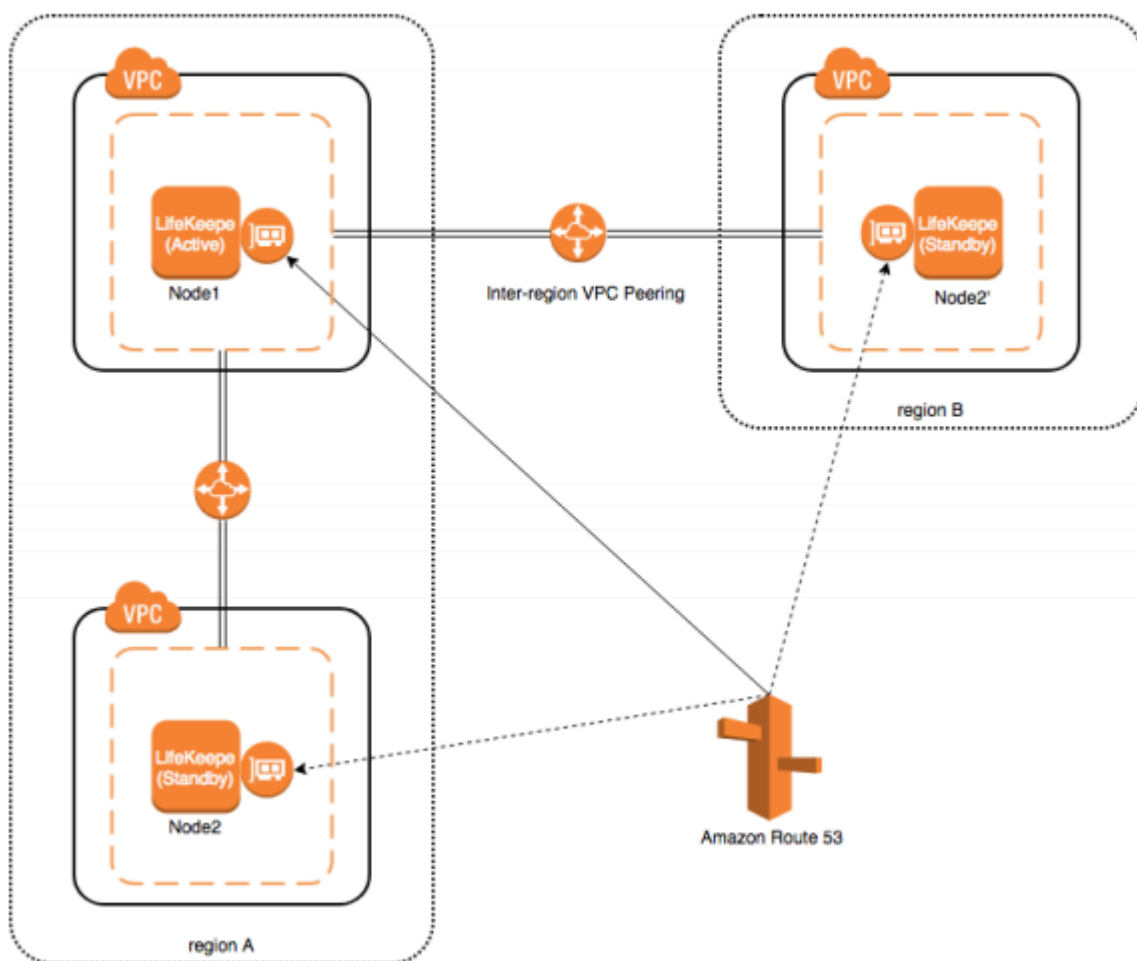 VPC
LifeKeepe
(Active)
Node1
Inter-region VPC Peering
VPC
LifeKeepe
(Standby)
Node2'
region B
VPC
LifeKeepe
(Standby)
Node2
region A
Amazon Route 53